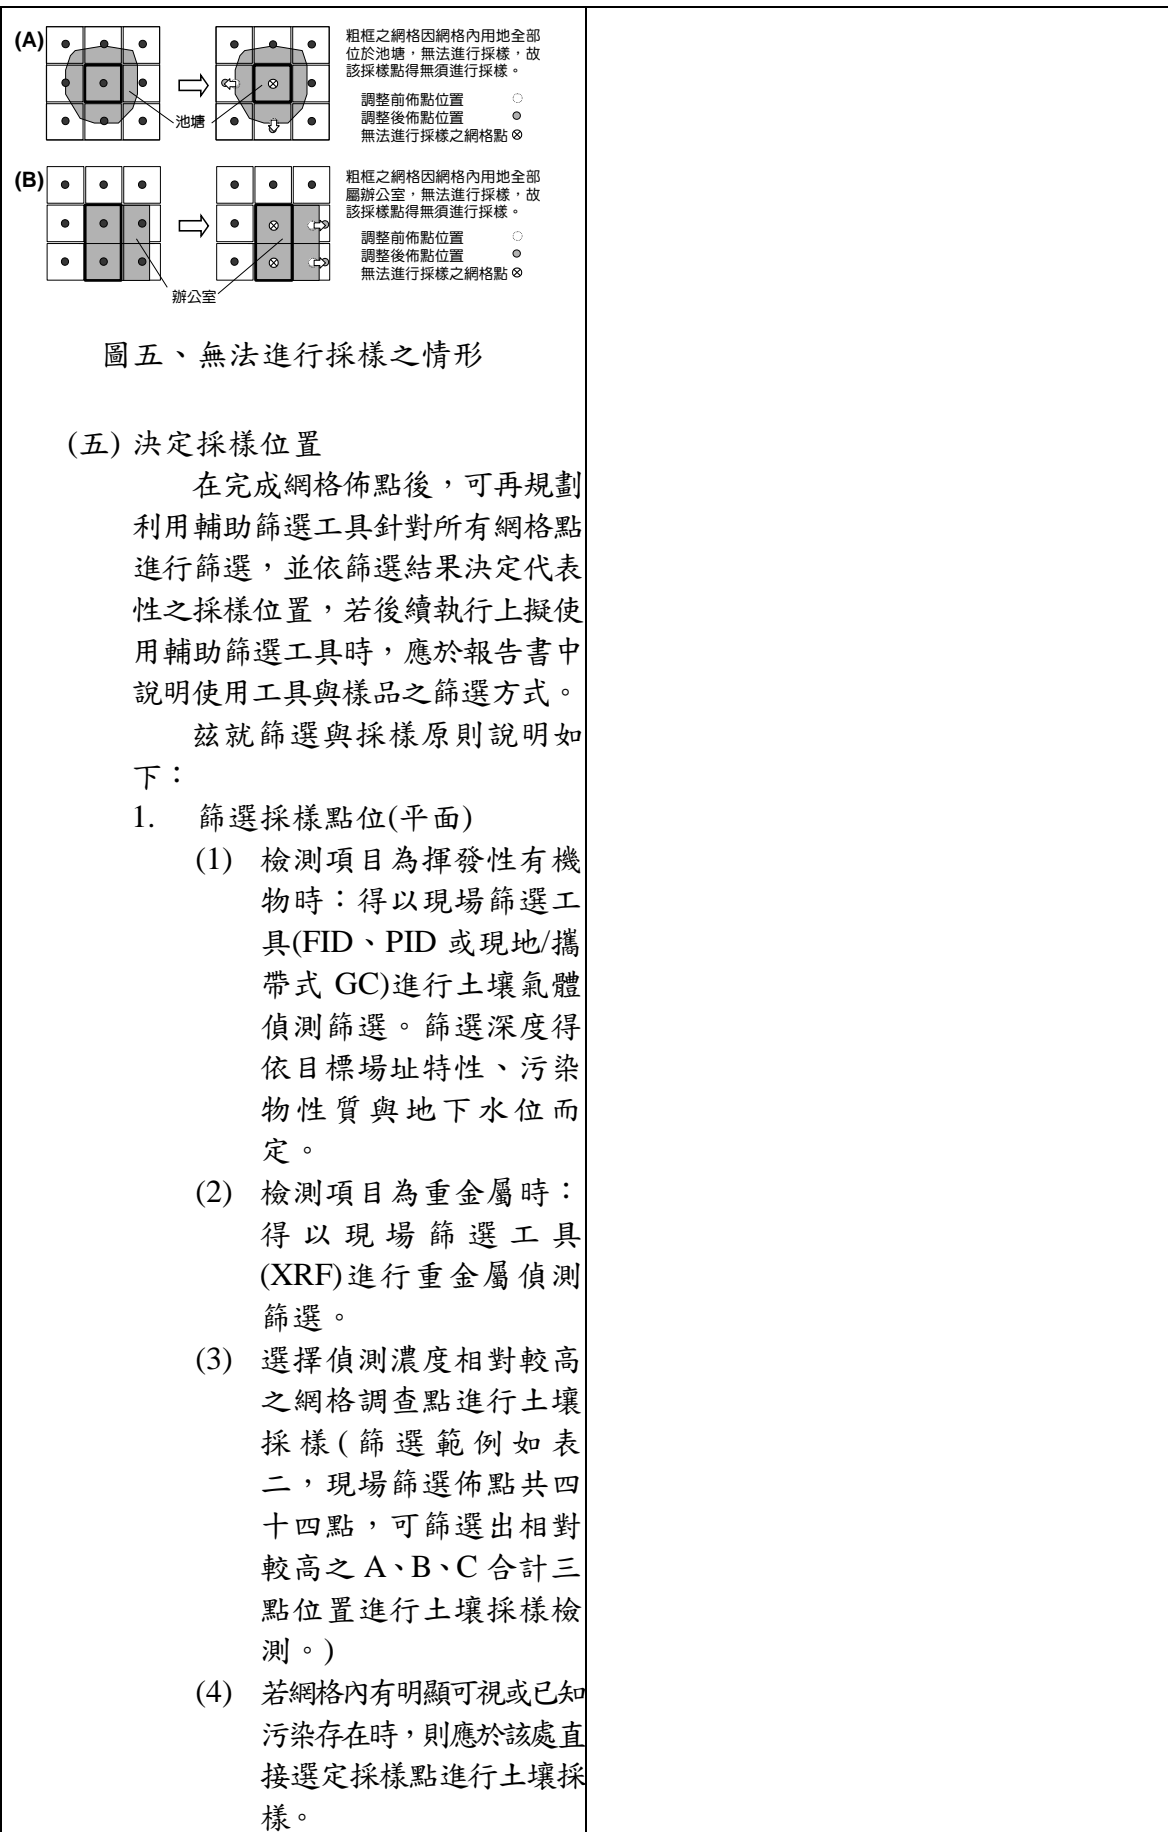 (A)
粗框之網格因網格內用地全部
位於池塘，無法進行採樣，故
該採樣點得無須進行採樣。
調整前佈點位置
調整後佈點位置
無法進行採樣之網格點
池塘
(B)
粗框之網格因網格內用地全部
屬辦公室，無法進行採樣，故
該採樣點得無須進行採樣。
調整前佈點位置
調整後佈點位置
無法進行採樣之網格點
辦公室
圖五、無法進行採樣之情形
(五) 決定採樣位置
在完成網格佈點後，可再規劃
利用輔助篩選工具針對所有網格點
進行篩選，並依篩選結果決定代表
性之採樣位置，若後續執行上擬使
用輔助篩選工具時，應於報告書中
說明使用工具與樣品之篩選方式。
茲就篩選與採樣原則說明如
下：
1. 篩選採樣點位(平面)
(1) 檢測項目為揮發性有機
物時：得以現場篩選工
具(FID、PID 或現地/攜
帶式 GC)進行土壤氣體
偵測篩選。篩選深度得
依目標場址特性、污染
物性質與地下水位而
定。
(2) 檢測項目為重金屬時：
得以現場篩選工具
(XRF)進行重金屬偵測
篩選。
(3) 選擇偵測濃度相對較高
之網格調查點進行土壤
採樣(篩選範例如表
二，現場篩選佈點共四
十四點，可篩選出相對
較高之 A、B、C 合計三
點位置進行土壤採樣檢
測。)
(4) 若網格內有明顯可視或已知
污染存在時，則應於該處直
接選定採樣點進行土壤採
樣。